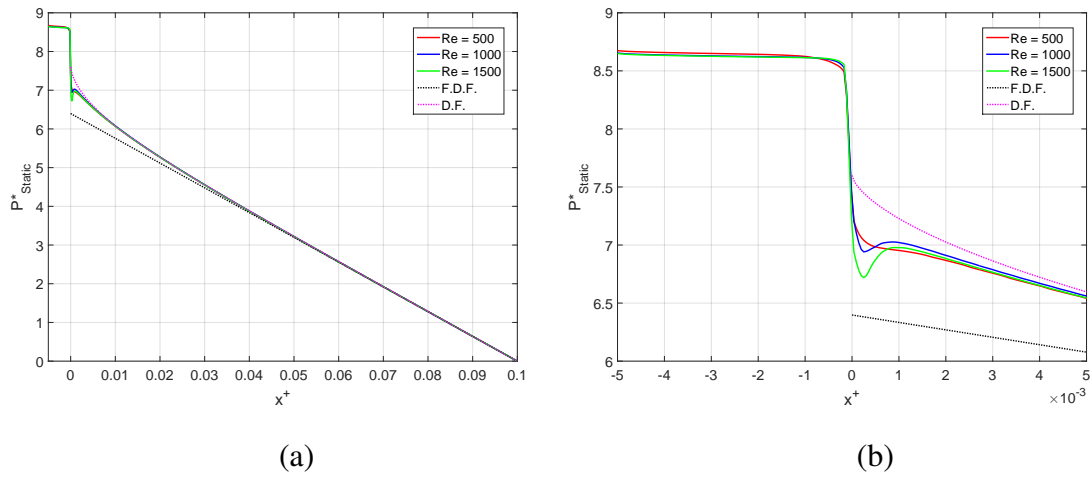 9
8
7
6
5
4
3
2
1
0
P*Static
0 0.01 0.02 0.03 0.04 0.05 0.06 0.07 0.08 0.09 0.1
x+
Re = 500
Re = 1000
Re = 1500
F.D.F.
D.F.
(a)
9
8.5
8
7.5
7
6.5
6
P*Static
-5 -4 -3 -2 -1 0 1 2 3 4 5
x+
×10-3
Re = 500
Re = 1000
Re = 1500
F.D.F.
D.F.
(b)